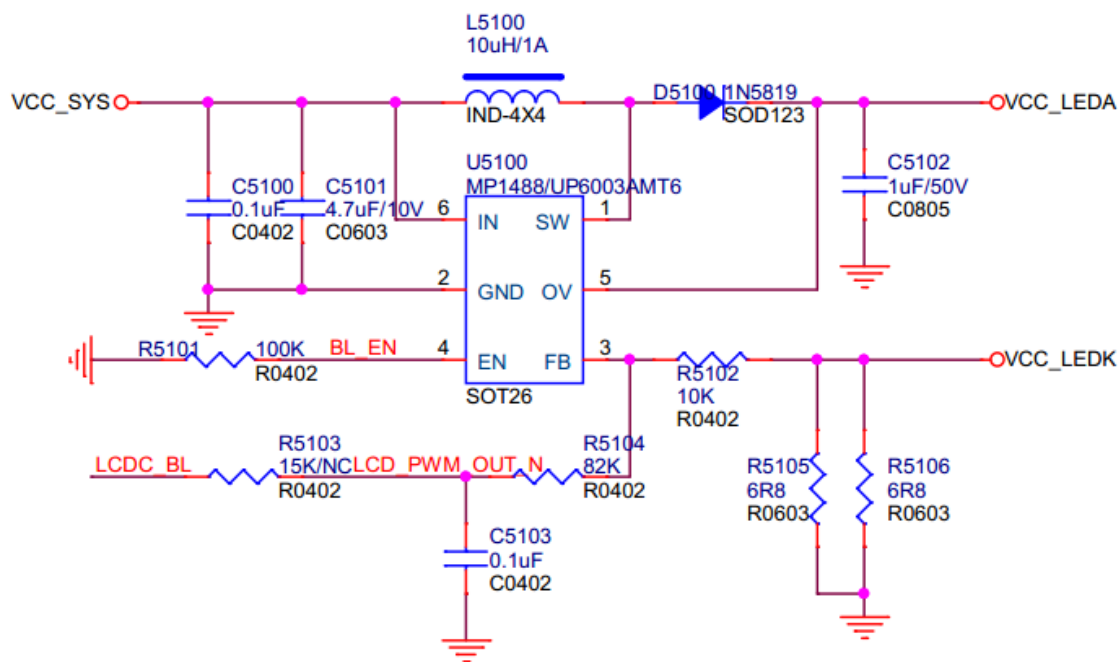 L5100
10uH/1A
VCC_SYS
IND-4X4
D5100
1N5819
SOD123
VCC_LEDA
C5100
0.1uF
C0402
C5101
4.7uF/10V
C0603
U5100
MP1488/UP6003AMT6
C5102
1uF/50V
C0805
6
IN
SW
1
2
GND
OV
5
R5101
100K
R0402
BL_EN
4
EN
FB
3
SOT26
R5102
10K
R0402
VCC_LEDK
LCDC_BL
R5103
15K/NC
R0402
LCD_PWM_OUT_N
R5104
82K
R0402
R5105
6R8
R0603
R5106
6R8
R0603
C5103
0.1uF
C0402